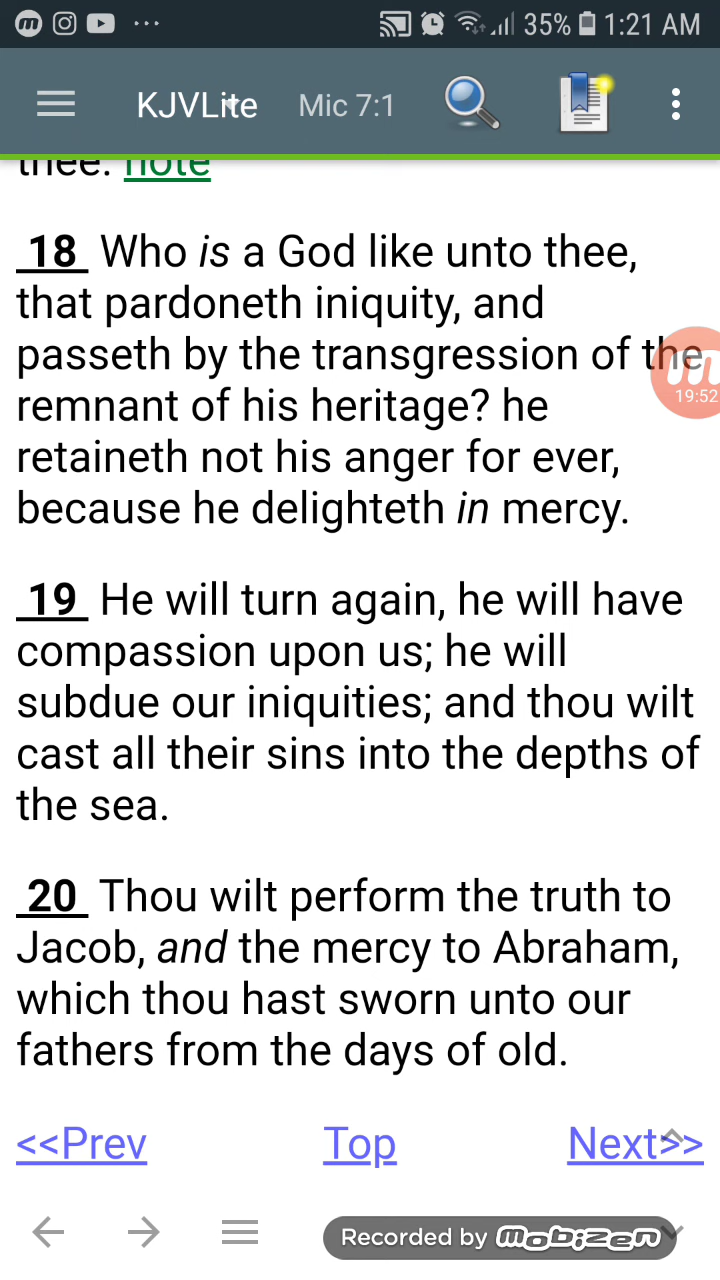 35% 1:21 AM
KJVLite Mic 7:1
thee. note
18 Who is a God like unto thee,
that pardoneth iniquity, and
passeth by the transgression of the
remnant of his heritage? he
retaineth not his anger for ever,
because he delighteth in mercy.
19:52
19 He will turn again, he will have
compassion upon us; he will
subdue our iniquities; and thou wilt
cast all their sins into the depths of
the sea.
20 Thou wilt perform the truth to
Jacob, and the mercy to Abraham,
which thou hast sworn unto our
fathers from the days of old.
<<Prev Top Next>>
Recorded by mobizen